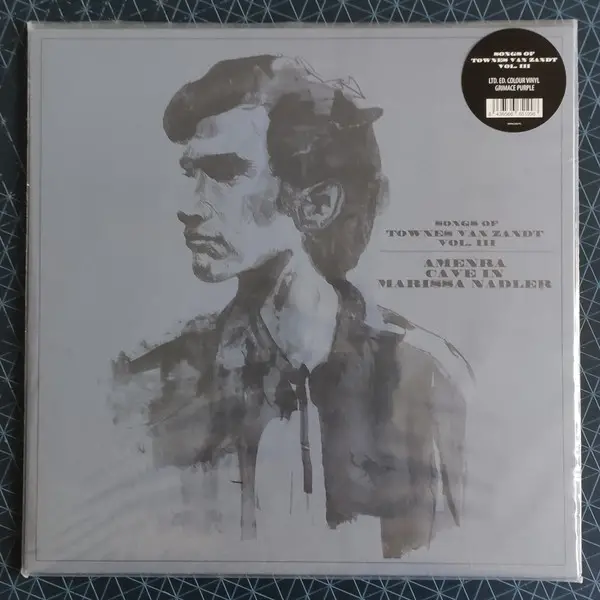 SONGS OF
TOWNES VAN ZANDT
VOL. III
LTD. ED. COLOUR VINYL
GRIMACE PURPLE
SONGS OF
TOWNES VAN ZANDT
VOL. III
AMENRA
CAVE IN
MARISSA NADLER